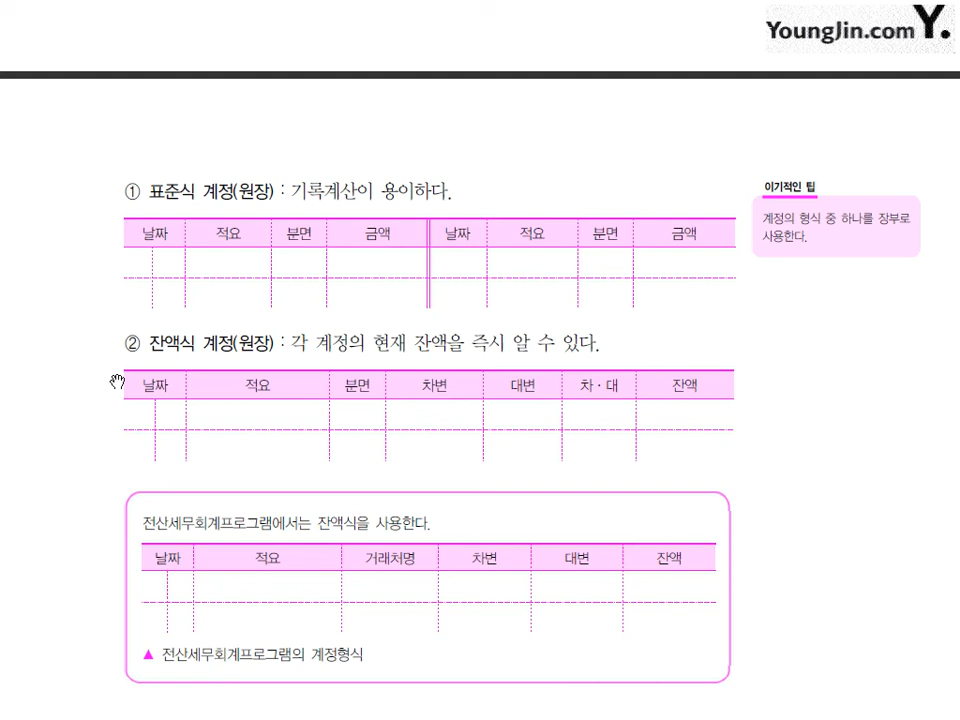 YoungJin.com Y.
① 표준식 계정(원장) : 기록계산이 용이하다.
날짜 적요 분면 금액 날짜 적요 분면 금액
이기적인 팁
계정의 형식 중 하나를 장부로
사용한다.
② 잔액식 계정(원장) : 각 계정의 현재 잔액을 즉시 알 수 있다.
날짜 적요 분면 차변 대변 차·대 잔액
전산세무회계프로그램에서는 잔액식을 사용한다.
날짜 적요 거래처명 차변 대변 잔액
▲ 전산세무회계프로그램의 계정형식